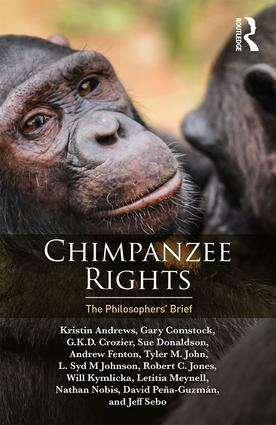 ROUTLEDGE
CHIMPANZEE
RIGHTS
The Philosophers' Brief
Kristin Andrews, Gary Comstock,
G.K.D. Crozier, Sue Donaldson,
Andrew Fenton, Tyler M. John,
L. Syd M Johnson, Robert C. Jones,
Will Kymlicka, Letitia Meynell,
Nathan Nobis, David Peña-Guzmán,
and Jeff Sebo